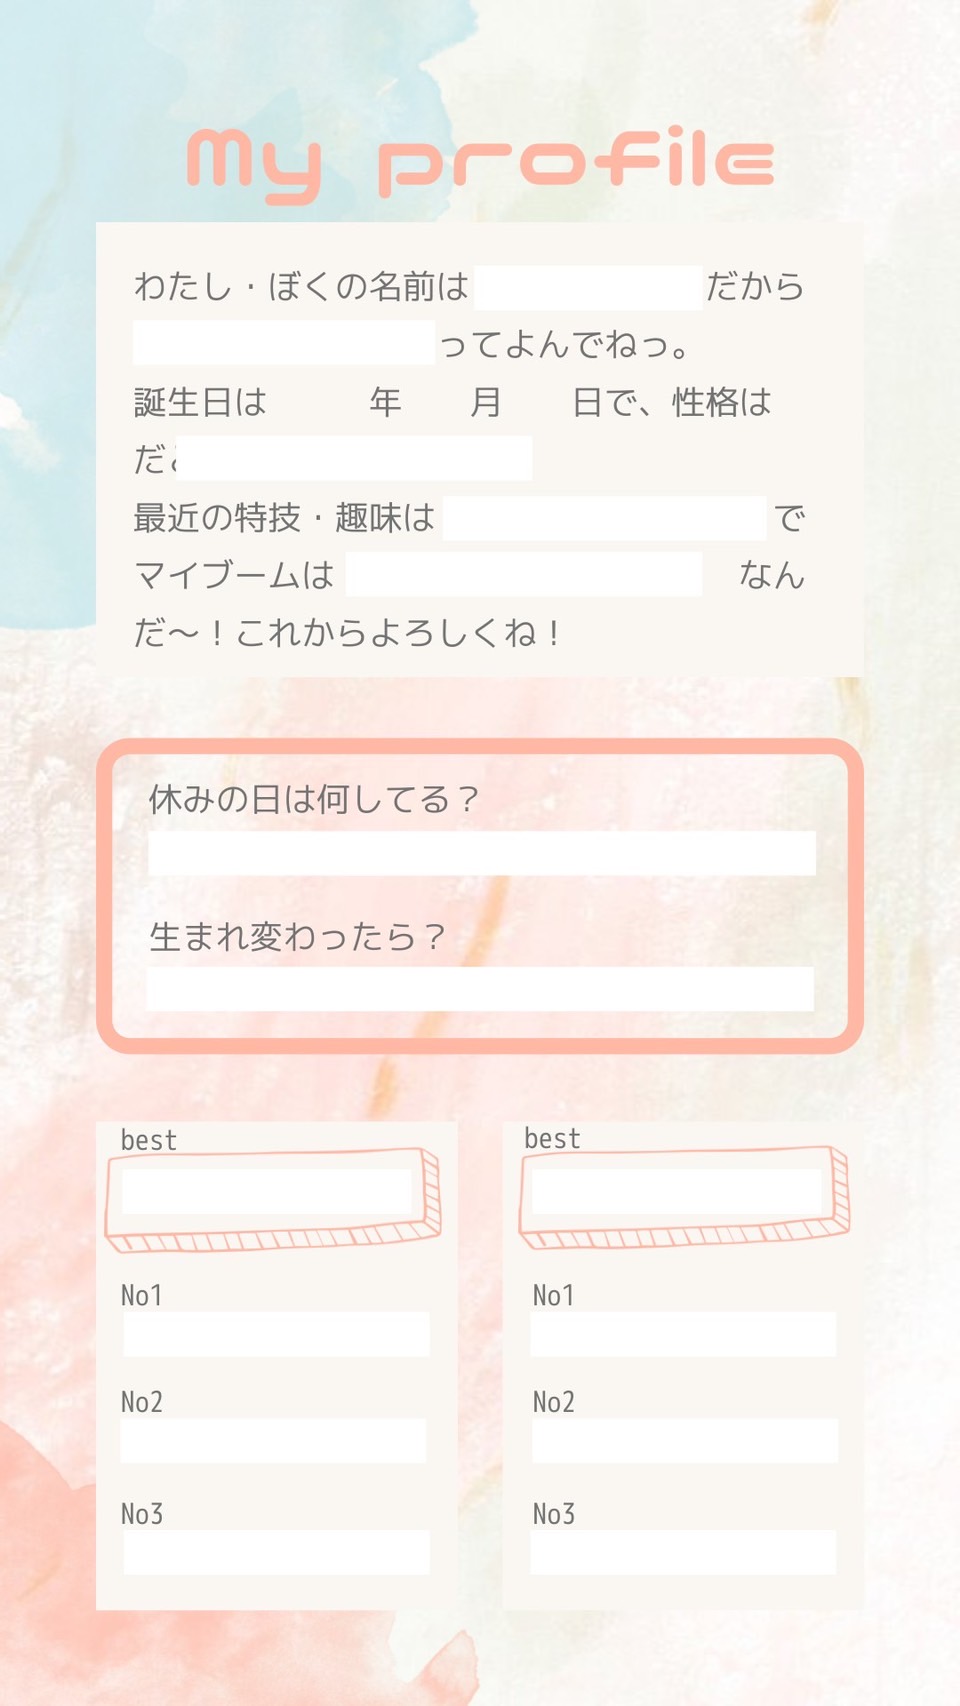 My profile
わたし・ぼくの名前は だから
ってよんでねっ。
誕生日は 年 月 日で、性格は
だ
最近の特技・趣味は で
マイブームは なん
だ～！これからよろしくね！
休みの日は何してる？
生まれ変わったら？
best
No1
No2
No3
best
No1
No2
No3